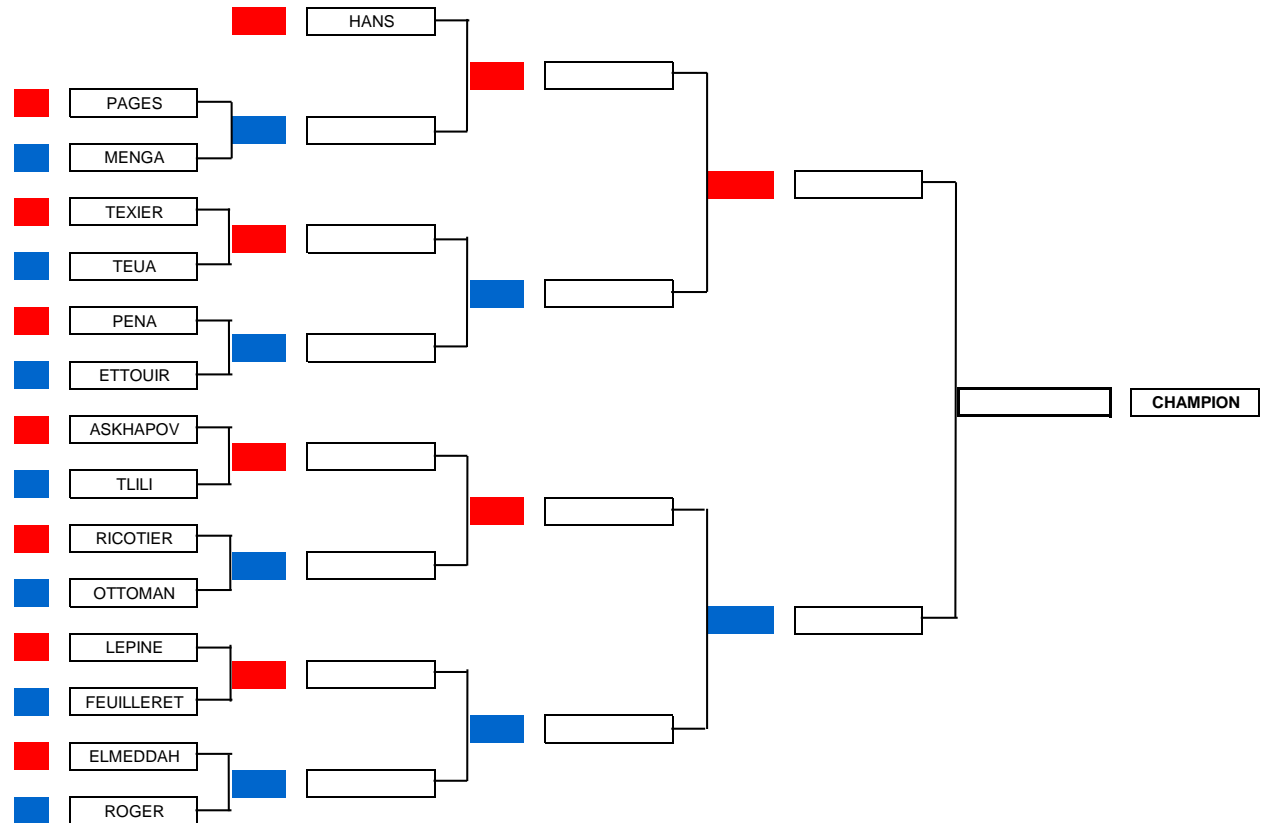 HANS
PAGES
MENGA
TEXIER
TEUA
PENA
ETTOUIR
CHAMPION
ASKHAPOV
TLILI
RICOTIER
OTTOMAN
LEPINE
FEUILLERET
ELMEDDAH
ROGER